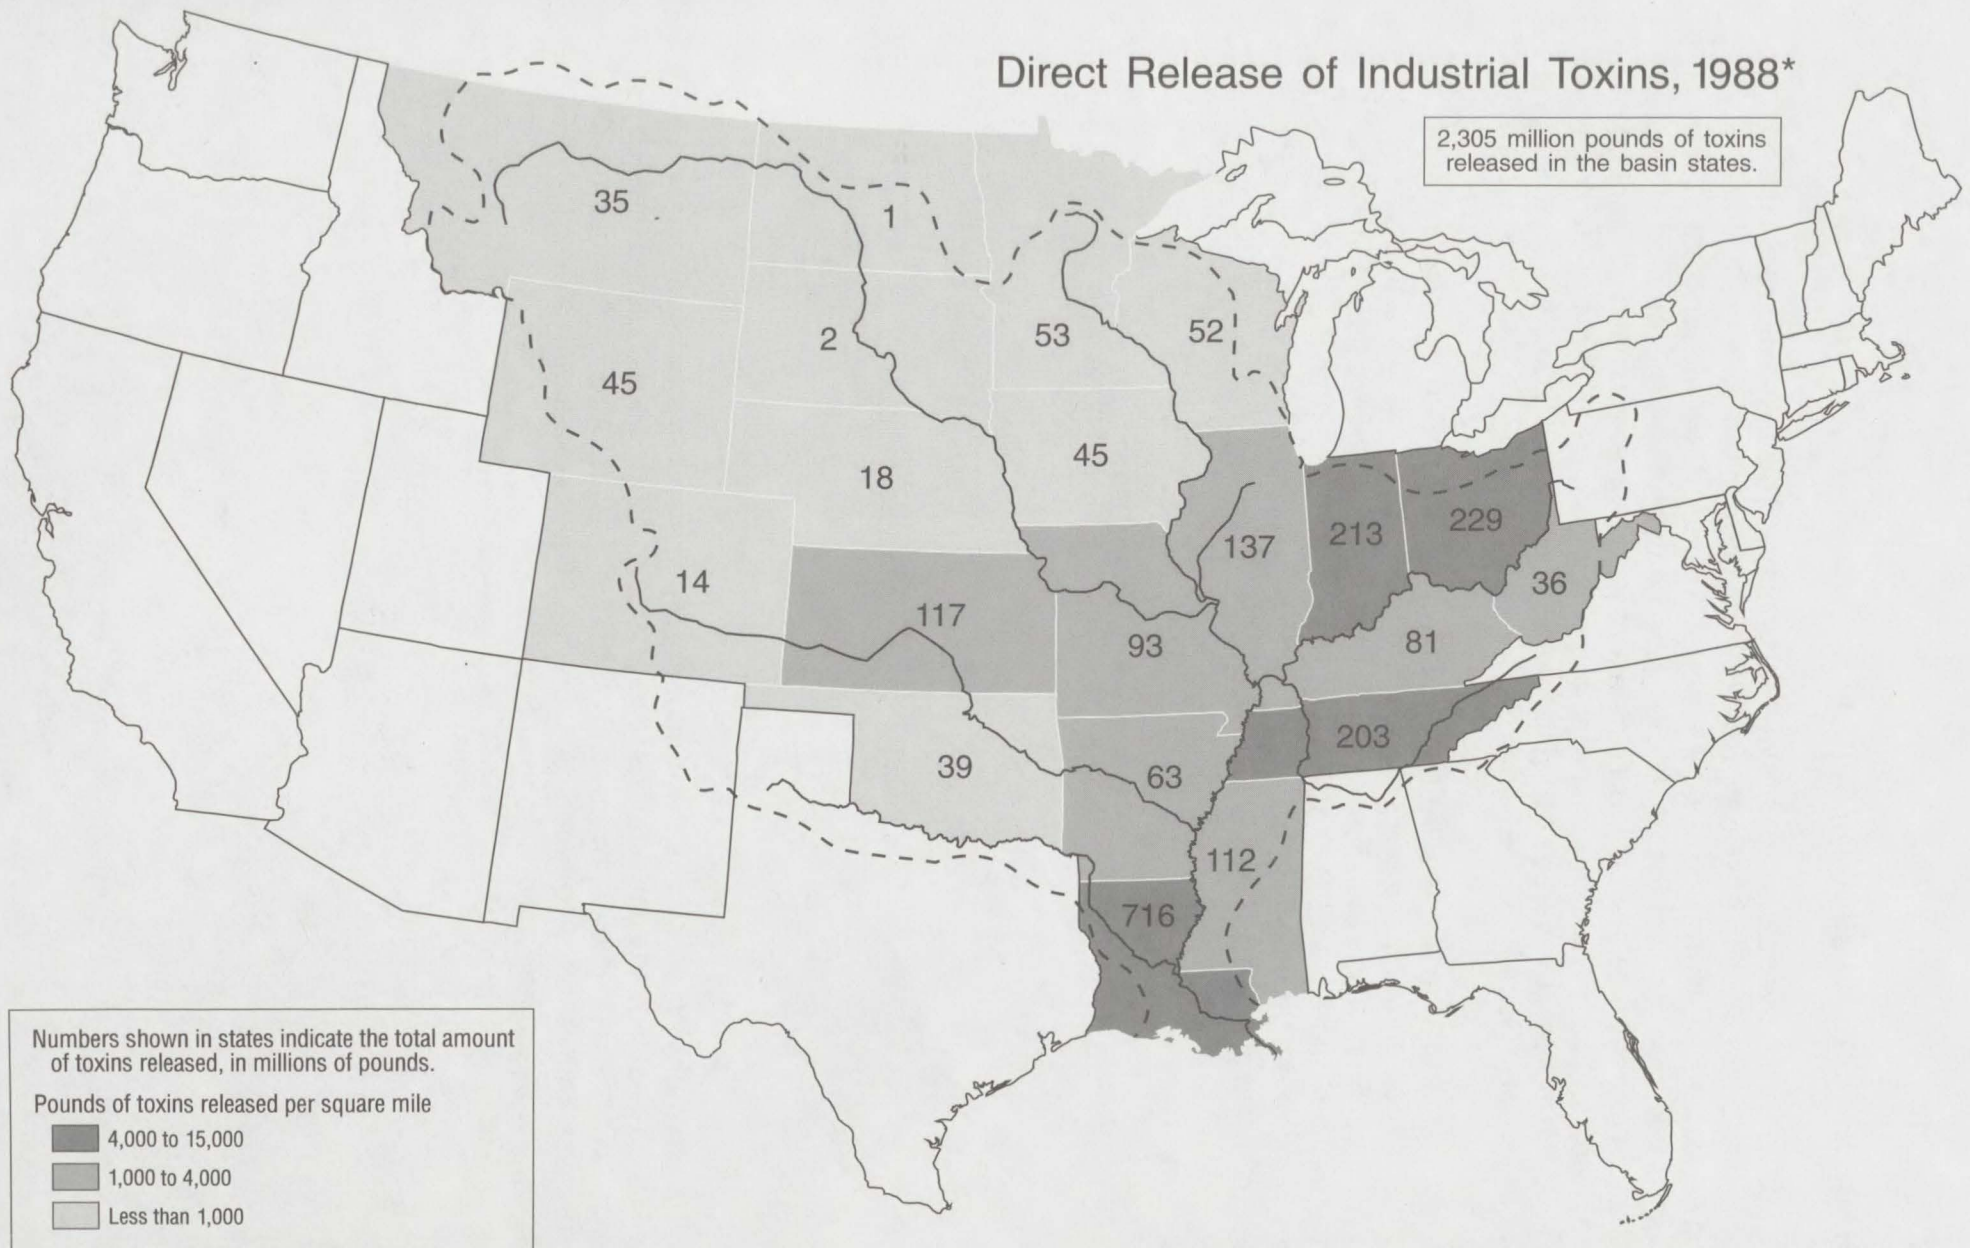 Direct Release of Industrial Toxins, 1988*
2,305 million pounds of toxins
released in the basin states.
35
1
2
53
52
45
45
18
14
117
137
213
229
36
93
81
39
63
203
112
716
Numbers shown in states indicate the total amount
of toxins released, in millions of pounds.
Pounds of toxins released per square mile
4,000 to 15,000
1,000 to 4,000
Less than 1,000